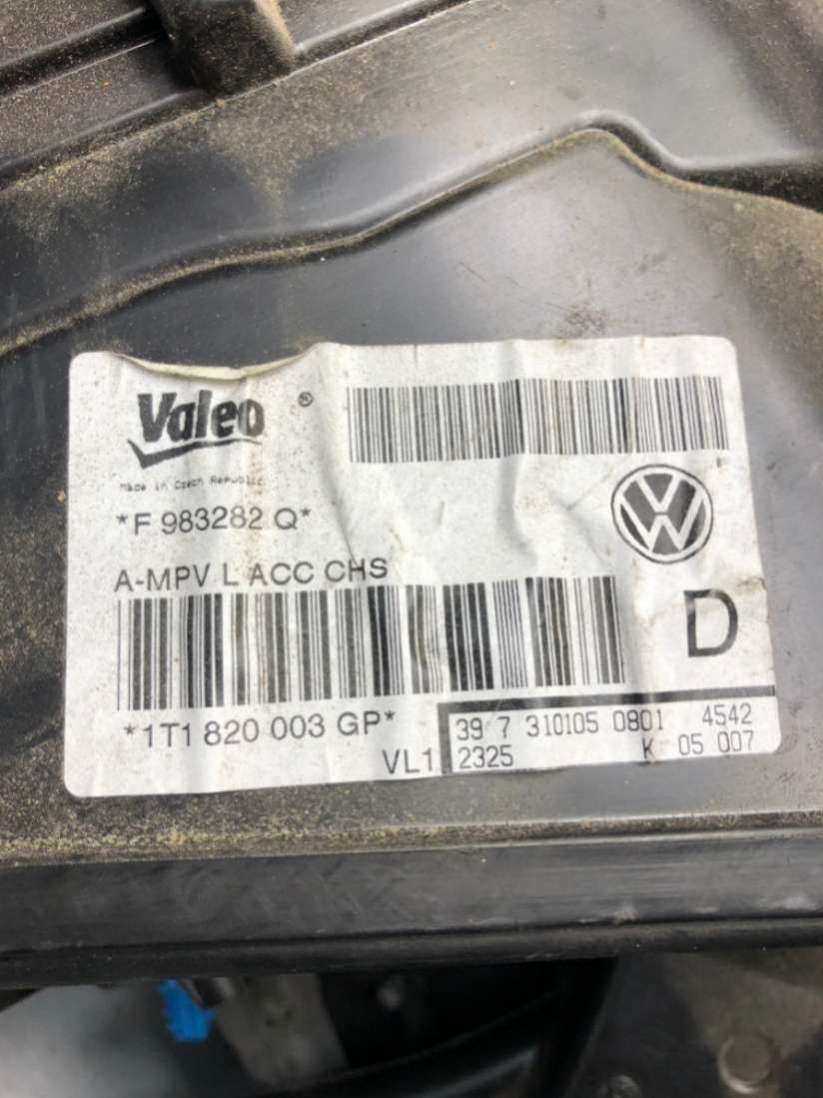 Valeo ®
Made in Czech Republic
*F 983282 Q*
A-MPV L ACC CHS
D
*1T1 820 003 GP*
39 7 310105 0801 4542
VL1 2325 K 05 007